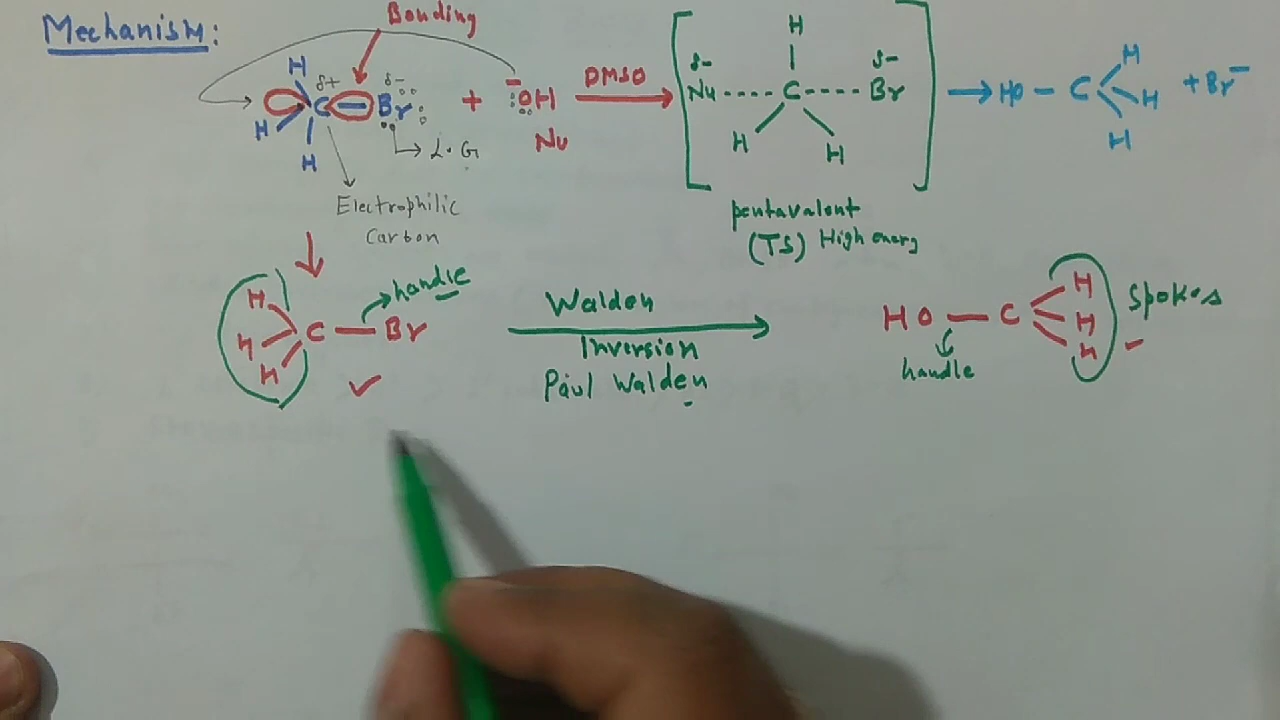 Mechanism:
Bonding
H
H
H
C
δ+
δ-
Br
+
:OH
Nu
DMSO
L.G
Electrophilic
Carbon
H
δ-
δ-
Nu----C----Br
H
H
pentavalent
(TS) High energ
HO - C
H
H
H
+ Br-
H
H
H
C — Br
handle
Walden
Inversion
Paul Walden
HO — C
H
H
H
handle
Spokes